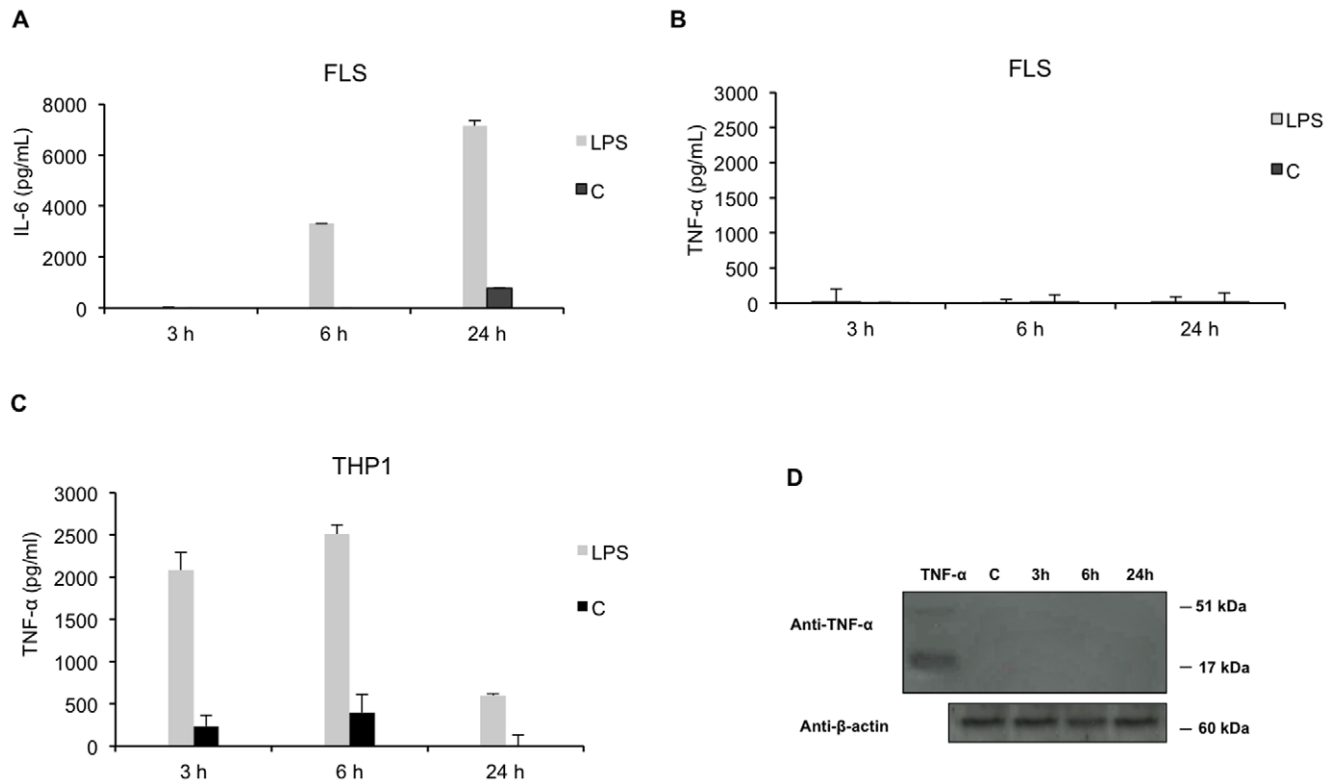 A
FLS
IL-6 (pg/mL)
8000
6000
4000
2000
0
3 h
6 h
24 h
LPS
C
B
FLS
TNF-α (pg/mL)
3000
2500
2000
1500
1000
500
0
3 h
6 h
24 h
LPS
C
C
THP1
TNF-α (pg/ml)
3000
2500
2000
1500
1000
500
0
3 h
6 h
24 h
LPS
C
D
TNF-α C 3h 6h 24h
Anti-TNF-α
— 51 kDa
— 17 kDa
Anti-β-actin
— 60 kDa